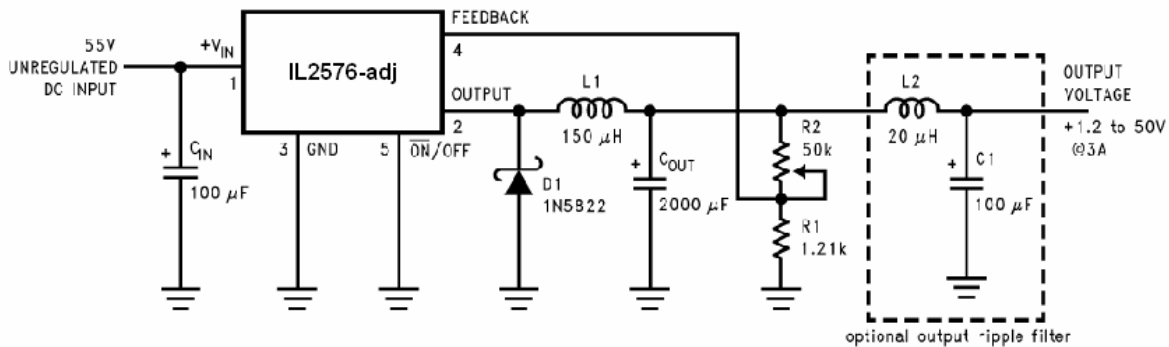 FEEDBACK
4
55V
UNREGULATED
DC INPUT
+VIN
1
IL2576-adj
OUTPUT
2
L1
150 μH
L2
20 μH
OUTPUT
VOLTAGE
+1.2 to 50V
@3A
3 GND
5 ON/OFF
+ CIN
100 μF
D1
1N5822
+ COUT
2000 μF
R2
50k
R1
1.21k
+ C1
100 μF
optional output ripple filter